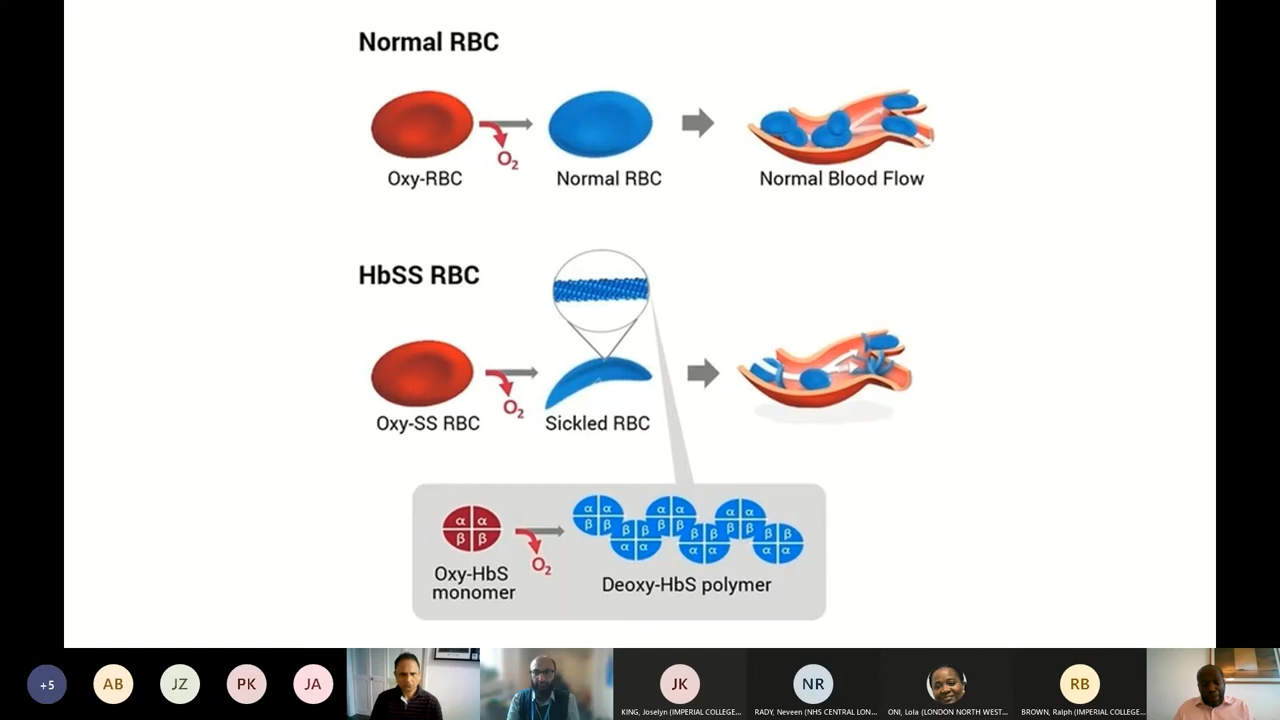 Normal RBC
O2
Oxy-RBC
Normal RBC
Normal Blood Flow
HbSS RBC
O2
Oxy-SS RBC
Sickled RBC
α α
β β
O2
Oxy-HbS
monomer
α α
β β
β β
α α
α α
β β
β β
α α
α α
β β
β β
α α
Deoxy-HbS polymer
+5
AB
JZ
PK
JA
JK
KING, Joselyn (IMPERIAL COLLEGE...
NR
RADY, Neveen (NHS CENTRAL LON...
ONI, Lola (LONDON NORTH WEST...
RB
BROWN, Ralph (IMPERIAL COLLEGE...